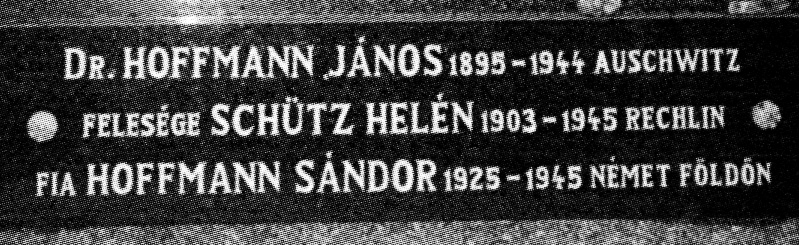 Dr. HOFFMANN JÁNOS 1895-1944 AUSCHWITZ
FELESÉGE SCHÜTZ HELÉN 1903-1945 RECHLIN
FIA HOFFMANN SÁNDOR 1925-1945 NÉMET FÖLDÖN